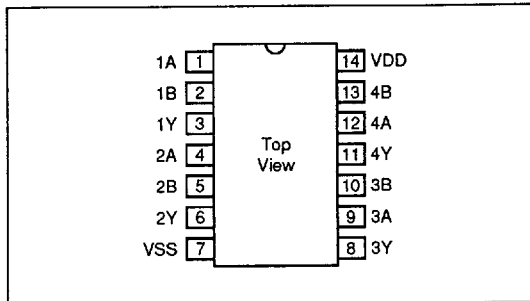 1A 1 14 VDD
1B 2 13 4B
1Y 3 12 4A
2A 4 Top View 11 4Y
2B 5 10 3B
2Y 6 9 3A
VSS 7 8 3Y